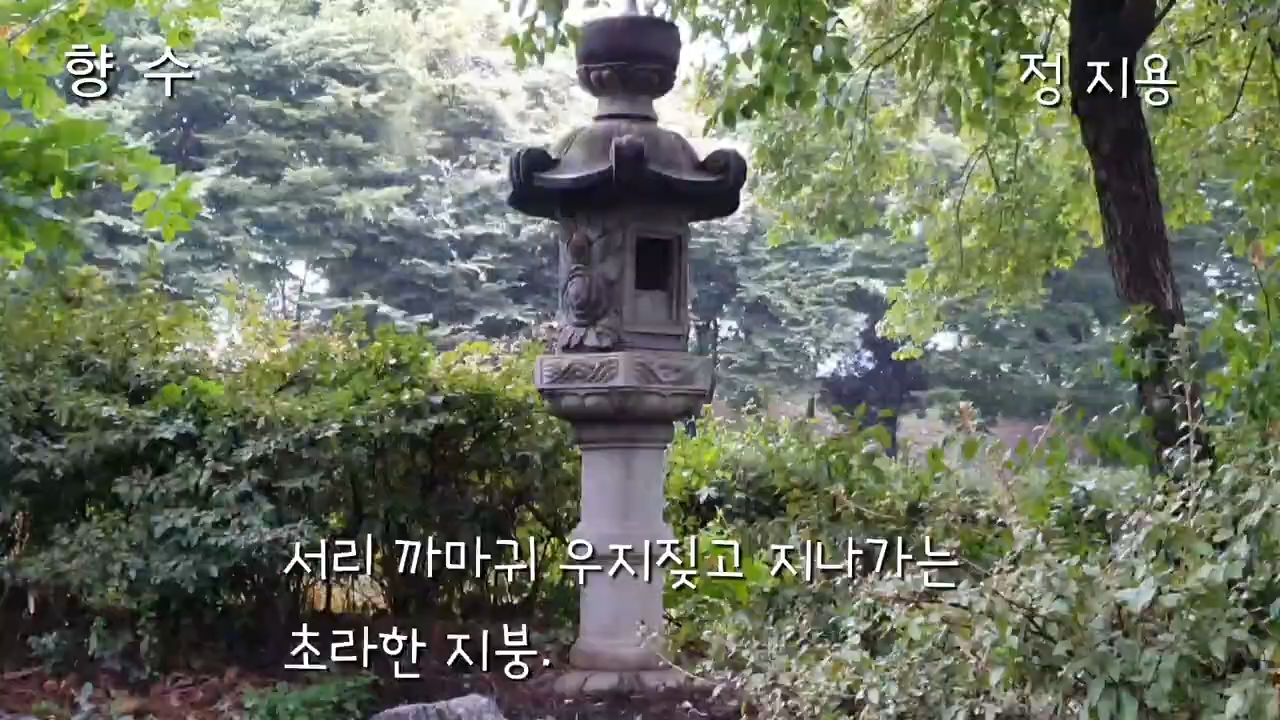 향 수
정 지용
서리 까마귀 우지짖고 지나가는
초라한 지붕.